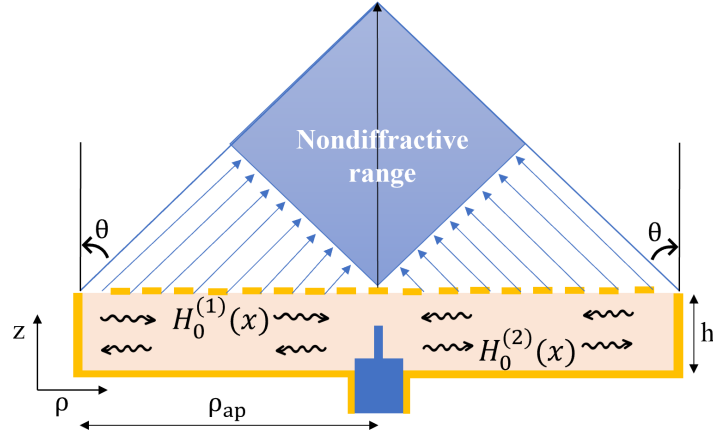 Nondiffractive
range
θ
θ
H₀⁽¹⁾(x)
z
h
H₀⁽²⁾(x)
ρ
ρap